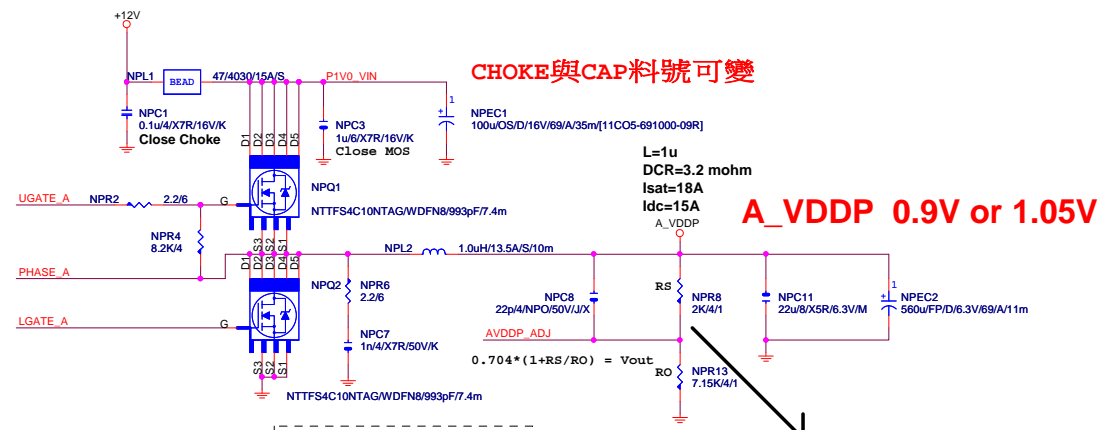 +12V
NPL1
BEAD
47/4030/15A/S
P1V0_VIN
CHOKE與CAP料號可變
NPC1
0.1u/4/X7R/16V/K
Close Choke
NPC3
1u/6/X7R/16V/K
Close MOS
1
NPEC1
100u/OS/D/16V/69/A/35m/[11CO5-691000-09R]
D1
D2
D3
D4
D5
L=1u
DCR=3.2 mohm
Isat=18A
Idc=15A
A_VDDP
A_VDDP 0.9V or 1.05V
UGATE_A
NPR2
2.2/6
G
NPQ1
NTTFS4C10NTAG/WDFN8/993pF/7.4m
NPR4
8.2K/4
S3
S2
S1
PHASE_A
D1
D2
D3
D4
D5
NPL2
1.0uH/13.5A/S/10m
NPQ2
NPR6
2.2/6
LGATE_A
G
NPC7
1n/4/X7R/50V/K
S3
S2
S1
NTTFS4C10NTAG/WDFN8/993pF/7.4m
NPC8
22p/4/NPO/50V/J/X
RS
NPR8
2K/4/1
NPC11
22u/8/X5R/6.3V/M
1
NPEC2
560u/FP/D/6.3V/69/A/11m
AVDDP_ADJ
0.704*(1+RS/RO) = Vout
RO
NPR13
7.15K/4/1